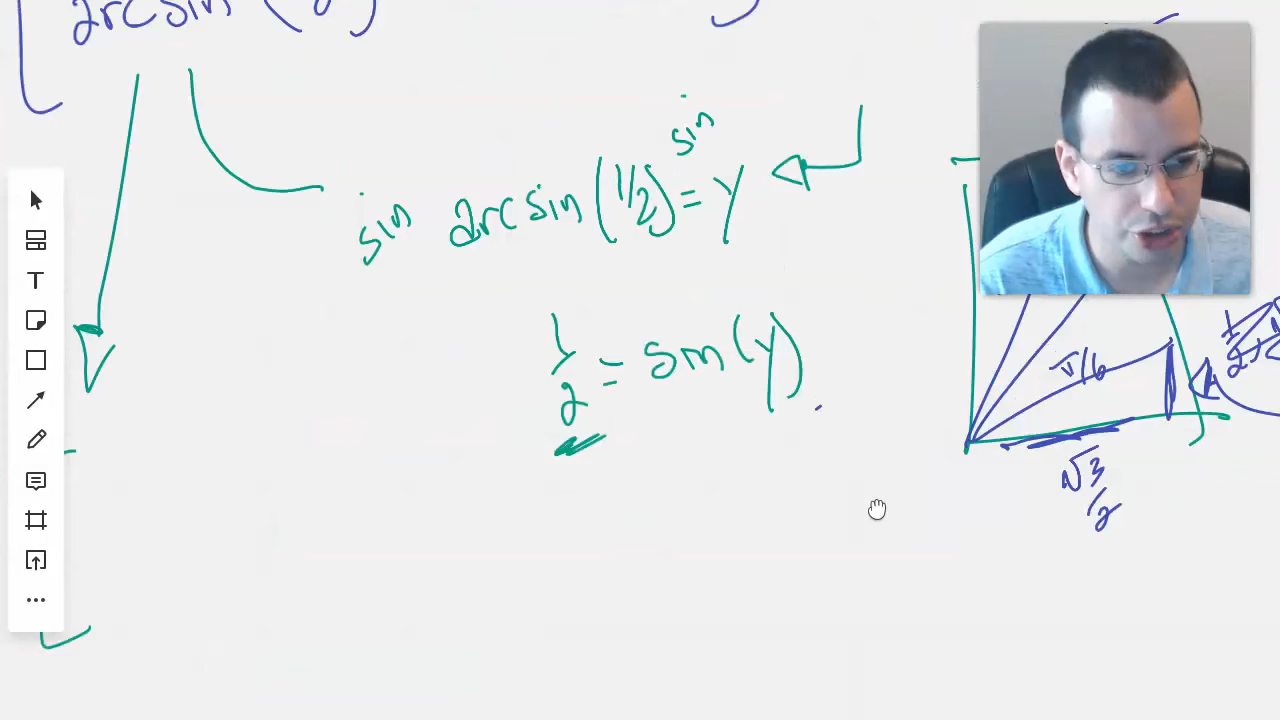 arcsin (
sin
sin arcsin (1/2) = y
1/2 = sin(y)
π/6
√3/2
T